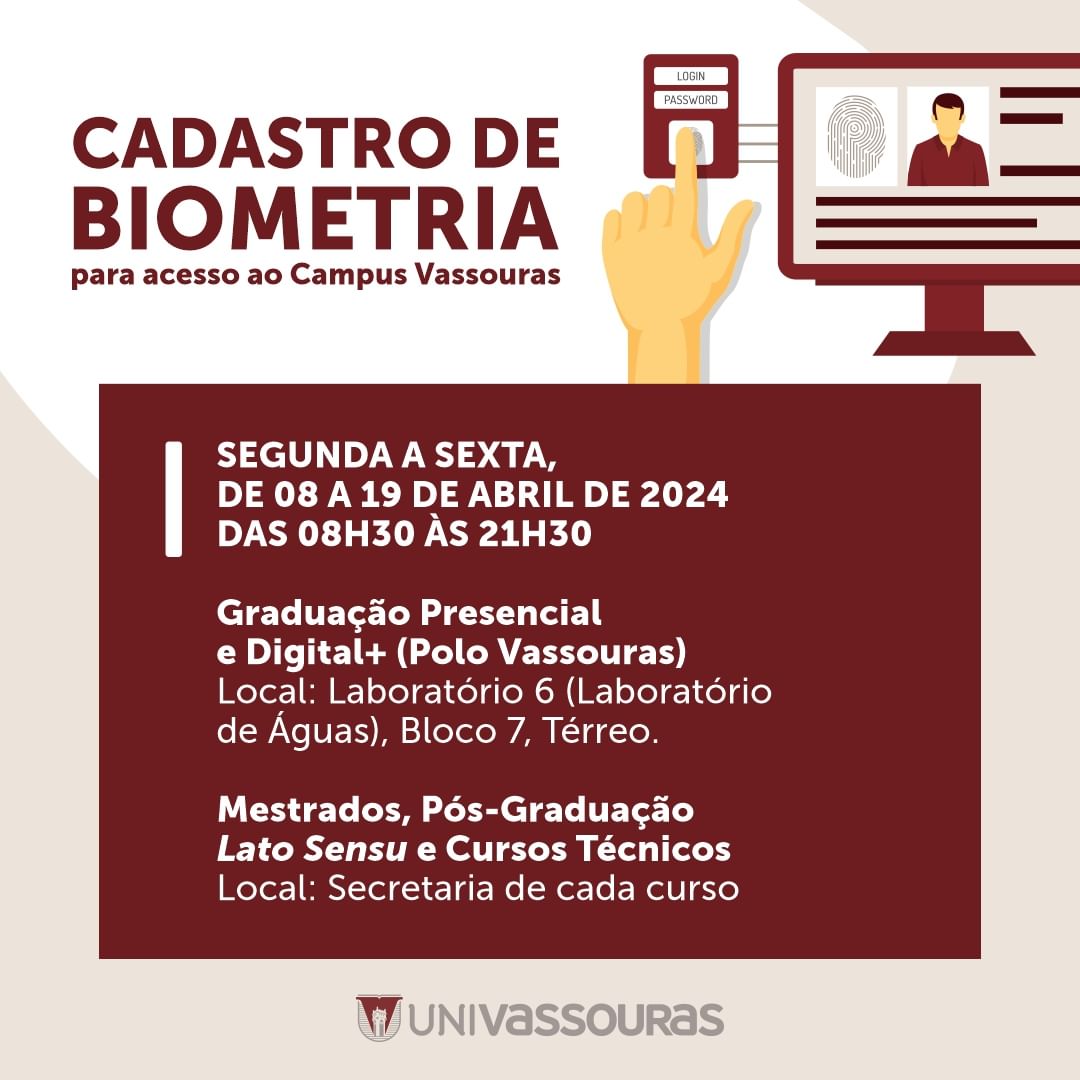 CADASTRO DE
BIOMETRIA
para acesso ao Campus Vassouras
LOGIN
PASSWORD
SEGUNDA A SEXTA,
DE 08 A 19 DE ABRIL DE 2024
DAS 08H30 ÀS 21H30
Graduação Presencial
e Digital+ (Polo Vassouras)
Local: Laboratório 6 (Laboratório
de Águas), Bloco 7, Térreo.
Mestrados, Pós-Graduação
Lato Sensu e Cursos Técnicos
Local: Secretaria de cada curso
UNIVASSOURAS